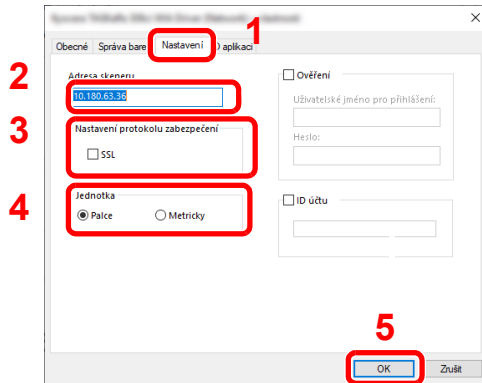 1
Obecné Správa bare Nastavení O aplikaci
2
Adresa skeneru
10.180.63.36
3
Nastavení protokolu zabezpečení
SSL
4
Jednotka
Palce Metricky
Ověření
Uživatelské jméno pro přihlášení:
Heslo:
ID účtu
5
OK Zrušit